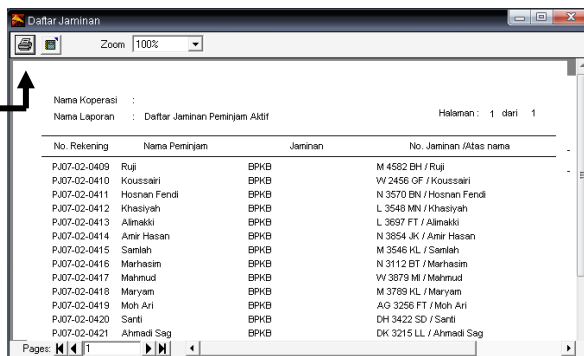 Daftar Jaminan
Zoom 100%
Nama Koperasi :
Nama Laporan : Daftar Jaminan Peminjam Aktif Halaman : 1 dari 1
No. Rekening Nama Peminjam Jaminan No. Jaminan /Atas nama
PJ07-02-0409 Ruji BPKB M 4582 BH / Ruji
PJ07-02-0410 Koussairi BPKB W 2456 GF / Koussairi
PJ07-02-0411 Hosnan Fendi BPKB N 3570 BN / Hosnan Fendi
PJ07-02-0412 Khasiyah BPKB L 3548 MN / Khasiyah
PJ07-02-0413 Alimakki BPKB L 3697 FT / Alimakki
PJ07-02-0414 Amir Hasan BPKB N 3854 JK / Amir Hasan
PJ07-02-0415 Samlah BPKB M 3546 KL / Samlah
PJ07-02-0416 Marhasim BPKB N 3112 BT / Marhasim
PJ07-02-0417 Mahmud BPKB W 3879 MI / Mahmud
PJ07-02-0418 Maryam BPKB M 3789 KL / Maryam
PJ07-02-0419 Moh Ari BPKB AG 3256 FT / Moh Ari
PJ07-02-0420 Santi BPKB DH 3422 SD / Santi
PJ07-02-0421 Ahmadi Sag BPKB DK 3215 LL / Ahmadi Sag
Pages: 1